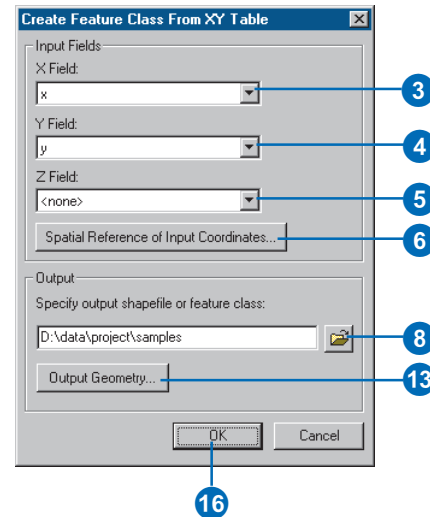 Create Feature Class From XY Table
Input Fields
X Field:
x
3
Y Field:
y
4
Z Field:
<none>
5
Spatial Reference of Input Coordinates...
6
Output
Specify output shapefile or feature class:
D:\data\project\samples
8
Output Geometry...
13
OK
Cancel
16